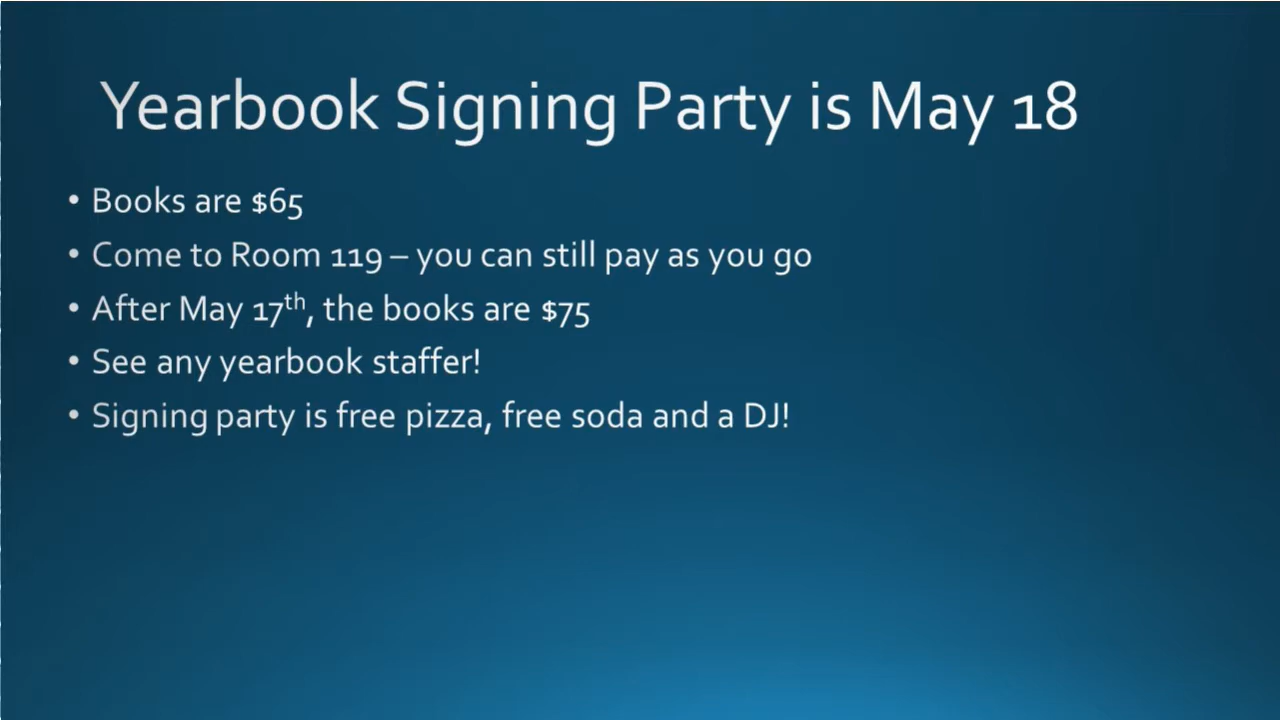 Yearbook Signing Party is May 18
• Books are $65
• Come to Room 119 – you can still pay as you go
• After May 17th, the books are $75
• See any yearbook staffer!
• Signing party is free pizza, free soda and a DJ!